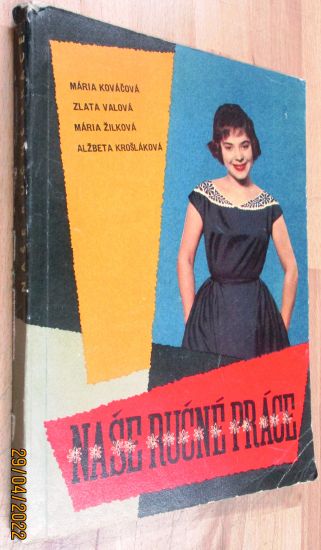 MÁRIA KOVÁČOVÁ
ZLATA VALOVÁ
MÁRIA ŽILKOVÁ
ALŽBETA KROŠLÁKOVÁ
NAŠE RUČNÉ PRÁCE
29/04/2022